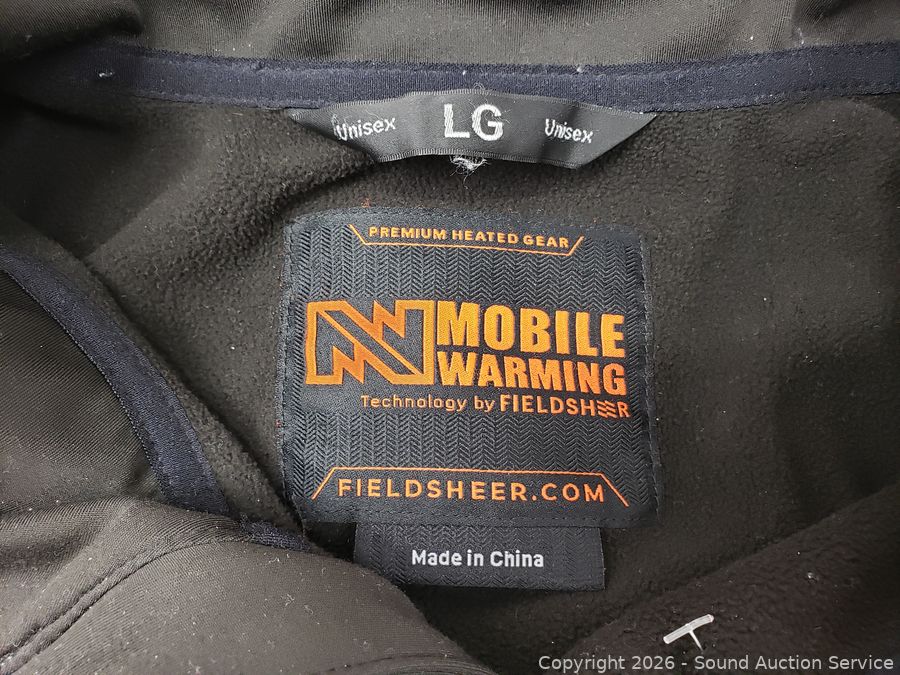 Unisex LG Unisex
PREMIUM HEATED GEAR
MOBILE
WARMING
Technology by FIELDSHEER
FIELDSHEER.COM
Made in China
Copyright 2026 - Sound Auction Service